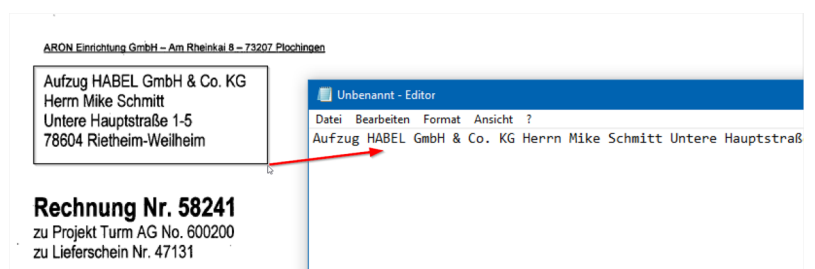 ARON Einrichtung GmbH – Am Rheinkai 8 – 73207 Plochingen
Aufzug HABEL GmbH & Co. KG
Herrn Mike Schmitt
Untere Hauptstraße 1-5
78604 Rietheim-Weilheim
Rechnung Nr. 58241
zu Projekt Turm AG No. 600200
zu Lieferschein Nr. 47131
Unbenannt - Editor
Datei Bearbeiten Format Ansicht ?
Aufzug HABEL GmbH & Co. KG Herrn Mike Schmitt Untere Hauptstraß